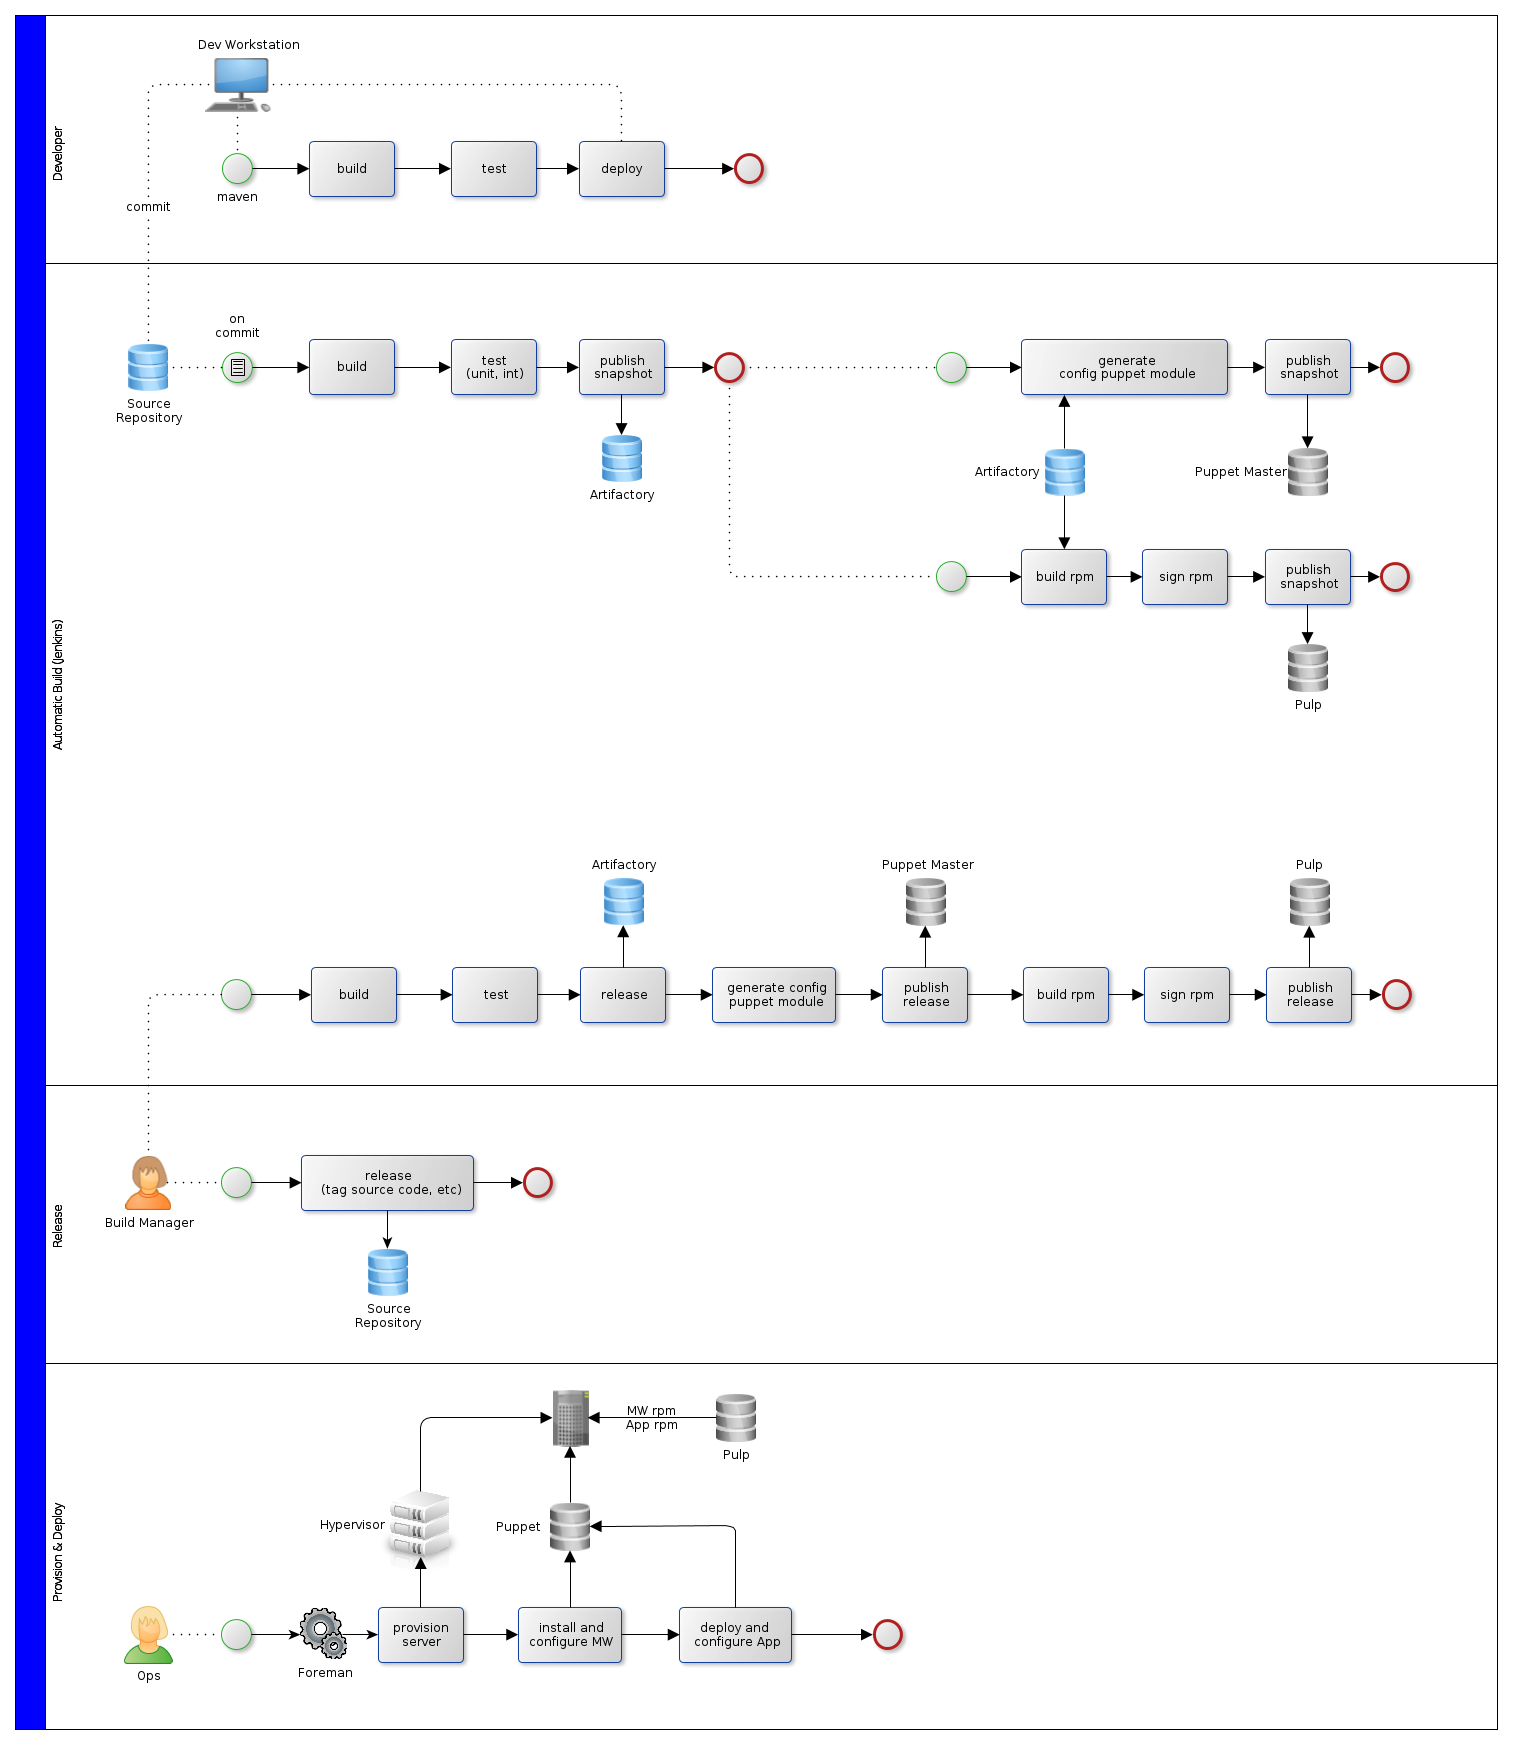 Dev Workstation
Developer
build
test
deploy
maven
commit
on
commit
build
test
(unit, int)
publish
snapshot
generate
config puppet module
publish
snapshot
Source
Repository
Artifactory
Artifactory
Puppet Master
build rpm
sign rpm
publish
snapshot
Pulp
Automatic Build (Jenkins)
Artifactory
Puppet Master
Pulp
build
test
release
generate config
puppet module
publish
release
build rpm
sign rpm
publish
release
Release
release
(tag source code, etc)
Build Manager
Source
Repository
Provision & Deploy
MW rpm
App rpm
Pulp
Hypervisor
Puppet
provision
server
install and
configure MW
deploy and
configure App
Foreman
Ops